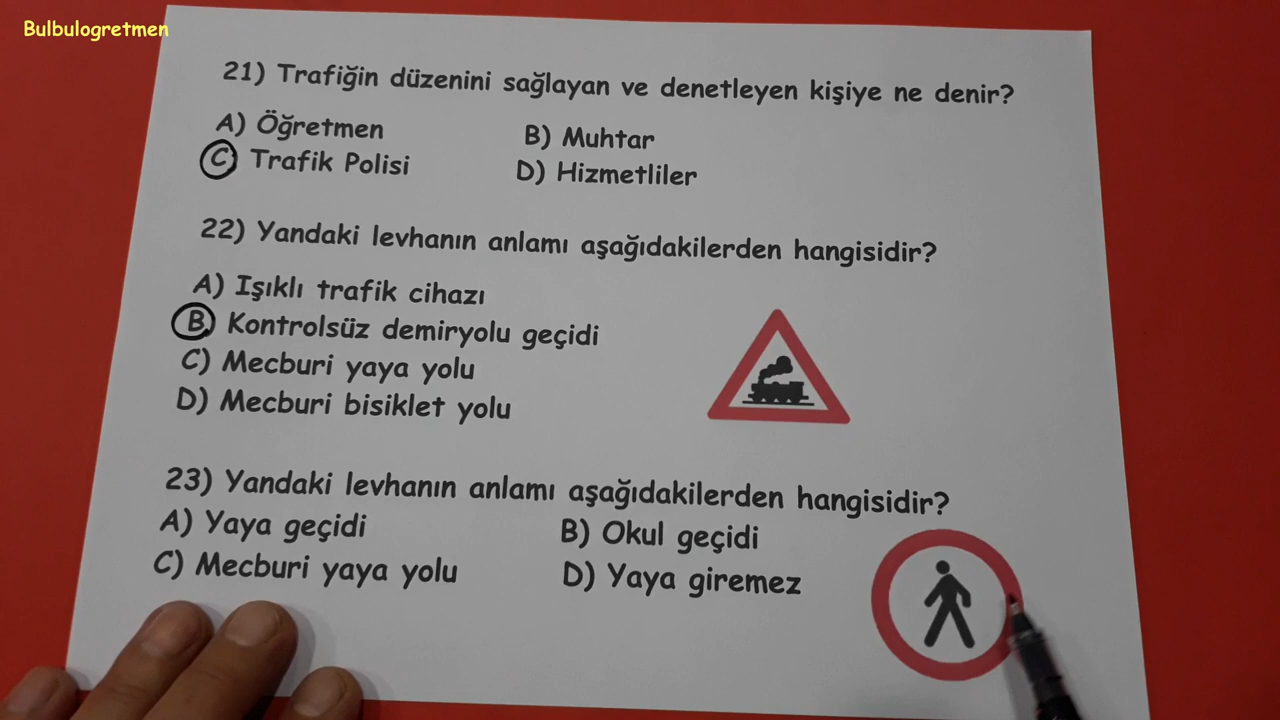 Bulbulogretmen
21) Trafiğin düzenini sağlayan ve denetleyen kişiye ne denir?
A) Öğretmen B) Muhtar
C) Trafik Polisi D) Hizmetliler
22) Yandaki levhanın anlamı aşağıdakilerden hangisidir?
A) Işıklı trafik cihazı
B) Kontrolsüz demiryolu geçidi
C) Mecburi yaya yolu
D) Mecburi bisiklet yolu
23) Yandaki levhanın anlamı aşağıdakilerden hangisidir?
A) Yaya geçidi B) Okul geçidi
C) Mecburi yaya yolu D) Yaya giremez